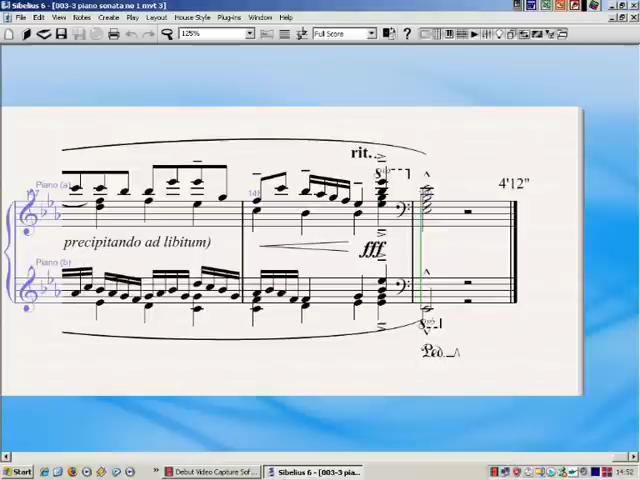 Sibelius 6 - [003-3 piano sonata no 1 mvt 3]
File Edit View Notes Create Play Layout House Style Plug-ins Window Help
125% Full Score
rit.
4'12"
Piano (a)
precipitando ad libitum)
fff
Piano (b)
Ped.
Start » Debut Video Capture Sof... Sibelius 6 - [003-3 pia... 14:52